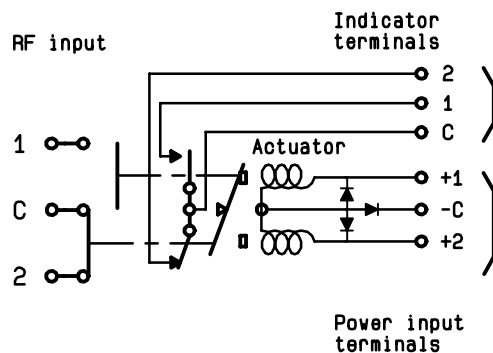 Indicator
terminals
RF input
2
1
C
1
Actuator
+1
C
-C
+2
2
Power input
terminals